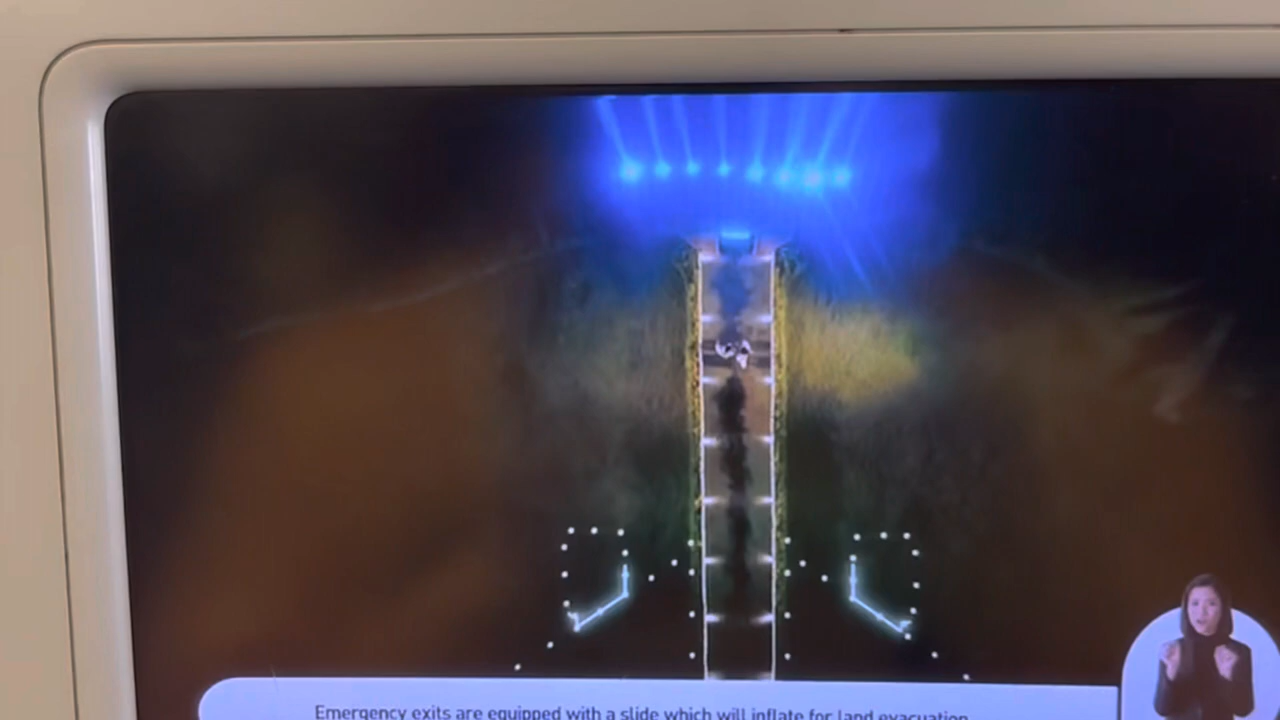 Emergency exits are equipped with a slide which will inflate for land evacuation